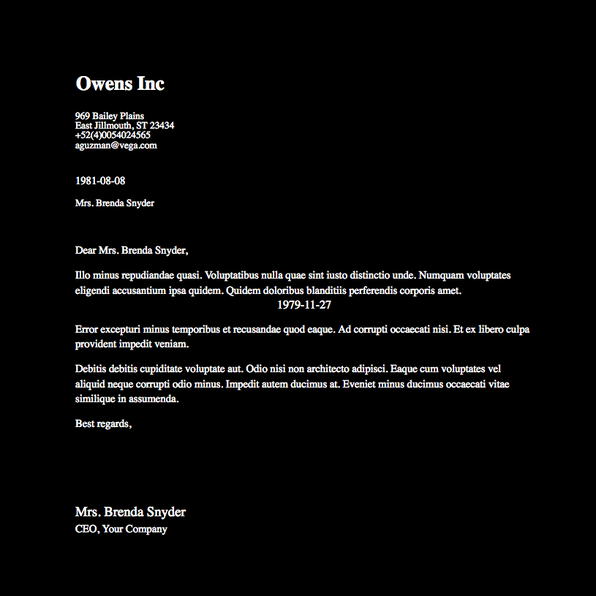 Owens Inc
969 Bailey Plains
East Jillmouth, ST 23434
+52(4)0054024565
aguzman@vega.com
1981-08-08
Mrs. Brenda Snyder
Dear Mrs. Brenda Snyder,
Illo minus repudiandae quasi. Voluptatibus nulla quae sint iusto distinctio unde. Numquam voluptates
eligendi accusantium ipsa quidem. Quidem doloribus blanditiis perferendis corporis amet.
1979-11-27
Error excepturi minus temporibus et recusandae quod eaque. Ad corrupti occaecati nisi. Et ex libero culpa
provident impedit veniam.
Debitis debitis cupiditate voluptate aut. Odio nisi non architecto adipisci. Eaque cum voluptates vel
aliquid neque corrupti odio minus. Impedit autem ducimus at. Eveniet minus ducimus occaecati vitae
similique in assumenda.
Best regards,
Mrs. Brenda Snyder
CEO, Your Company